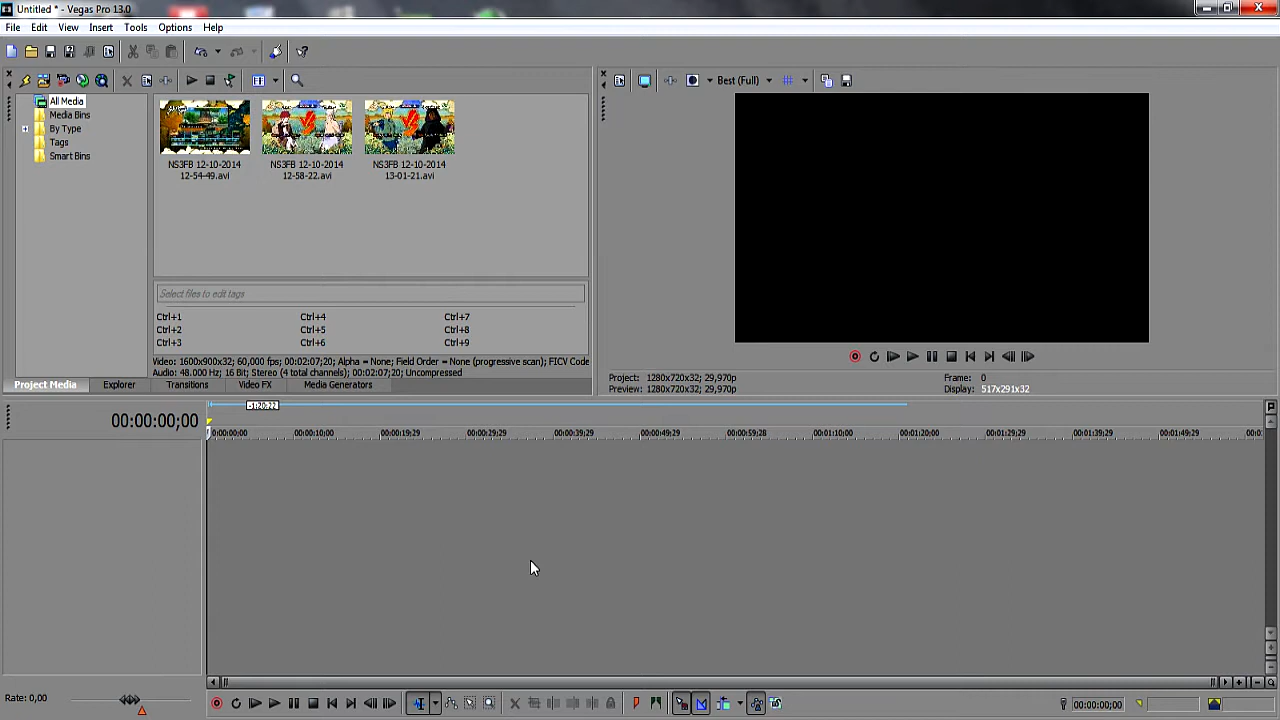 Untitled * - Vegas Pro 13.0
File Edit View Insert Tools Options Help
Best (Full)
All Media
Media Bins
By Type
Tags
Smart Bins
NS3FB 12-10-2014
12-54-49.avi
NS3FB 12-10-2014
12-58-22.avi
NS3FB 12-10-2014
13-01-21.avi
Select files to edit tags
Ctrl+1 Ctrl+4 Ctrl+7
Ctrl+2 Ctrl+5 Ctrl+8
Ctrl+3 Ctrl+6 Ctrl+9
Video: 1600x900x32; 60,000 fps; 00:02:07;20; Alpha = None; Field Order = None (progressive scan); FICV Code
Audio: 48.000 Hz; 16 Bit; Stereo (4 total channels); 00:02:07;20; Uncompressed
Project Media Explorer Transitions Video FX Media Generators
Project: 1280x720x32; 29,970p
Preview: 1280x720x32; 29,970p
Frame: 0
Display: 517x291x32
-1:20;22
00:00:00;00
00:00:00;00 00:00:10;00 00:00:19;29 00:00:29;29 00:00:39;29 00:00:49;29 00:00:59;28 00:01:10;00 00:01:20;00 00:01:29;29 00:01:39;29 00:01:49;29 00:0
Rate: 0,00
00:00:00;00